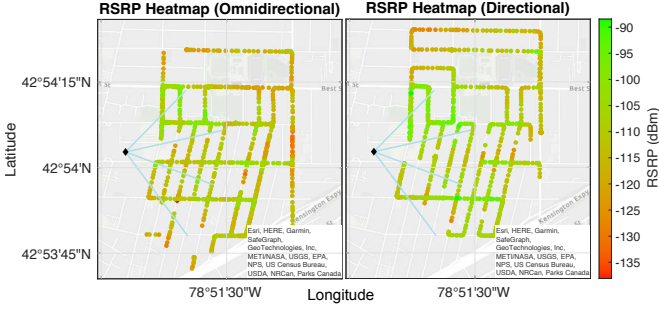 RSRP Heatmap (Omnidirectional)
RSRP Heatmap (Directional)
42°54'15"N
42°54'N
42°53'45"N
Latitude
St
Best S
Best S
Kensington Expy
Kensington Expy
Esri, HERE, Garmin,
SafeGraph,
GeoTechnologies, Inc,
METI/NASA, USGS, EPA,
NPS, US Census Bureau,
USDA, NRCan, Parks Canada
Esri, HERE, Garmin,
SafeGraph,
GeoTechnologies, Inc,
METI/NASA, USGS, EPA,
NPS, US Census Bureau,
USDA, NRCan, Parks Canada
78°51'30"W
78°51'30"W
Longitude
-90
-95
-100
-105
-110
-115
-120
-125
-130
-135
RSRP (dBm)